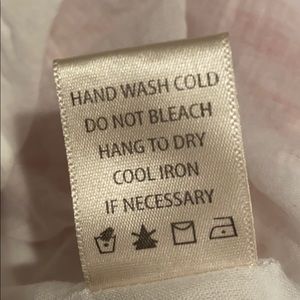 HAND WASH COLD
DO NOT BLEACH
HANG TO DRY
COOL IRON
IF NECESSARY